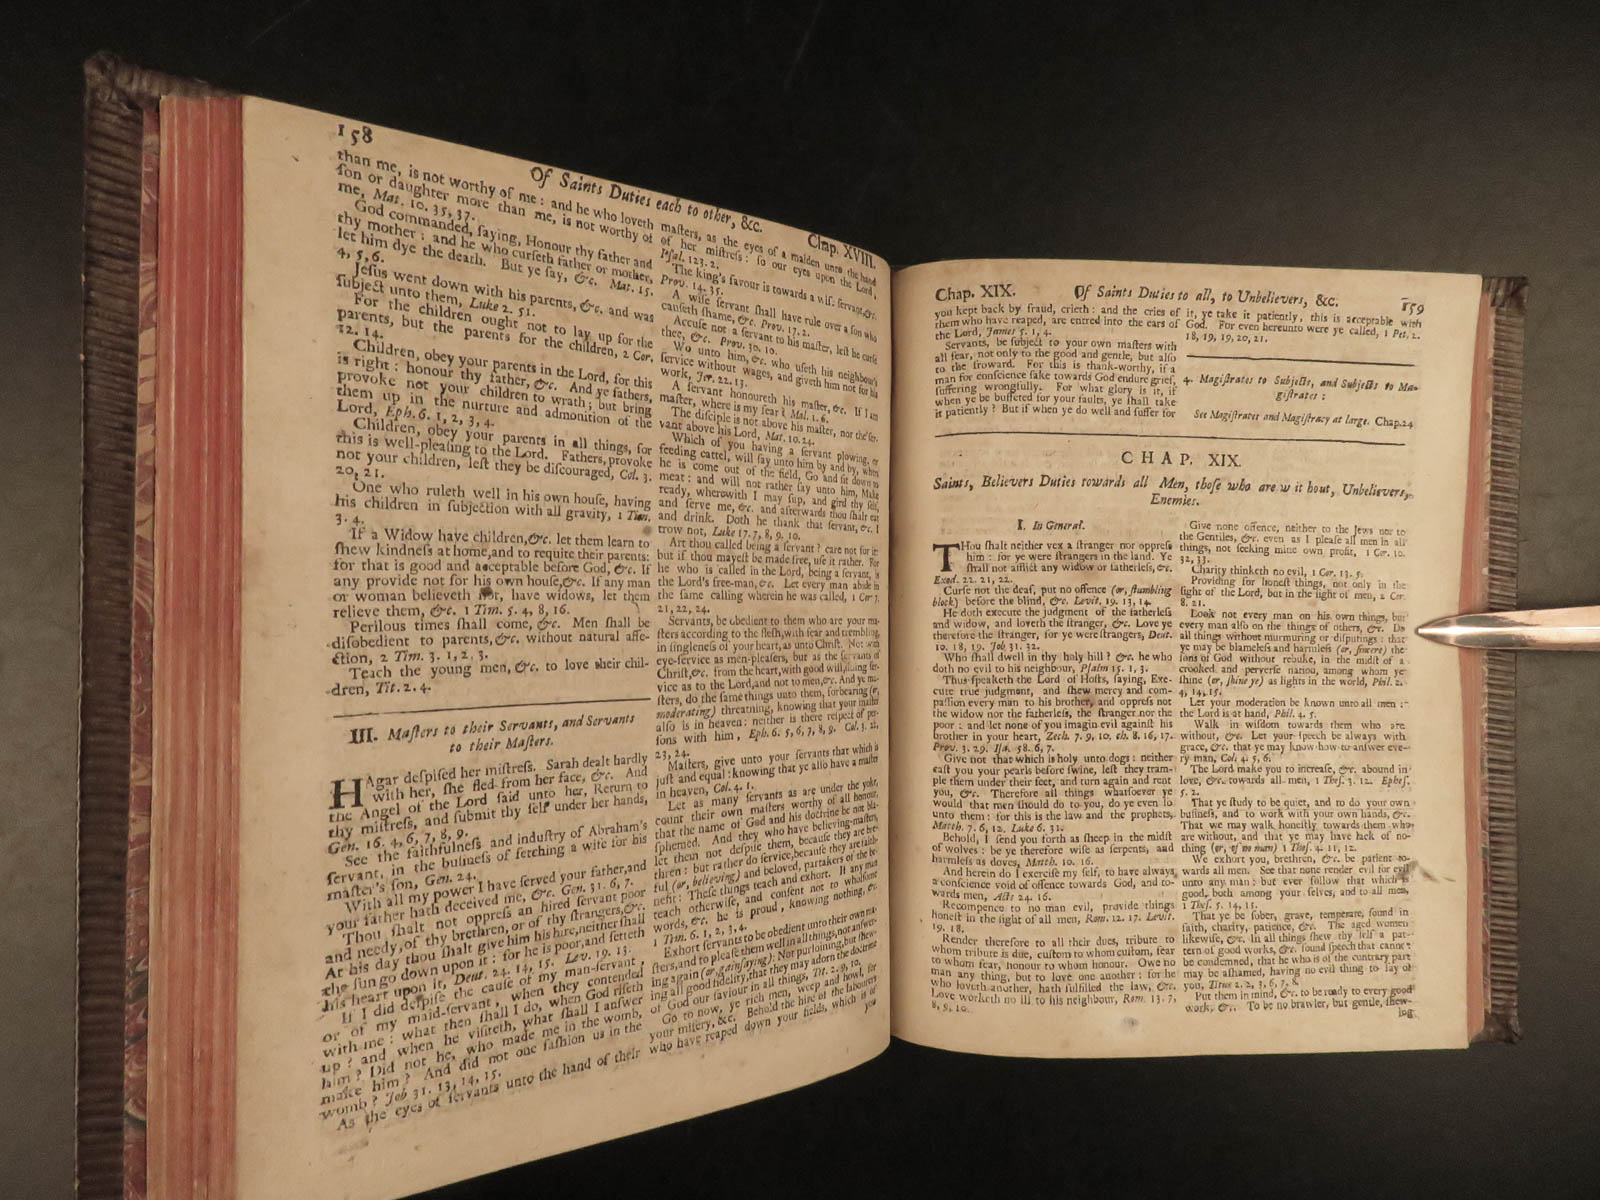 158
Of Saints Duties each to other, &c.
Chap. XVIII.
than me, is not worthy of me: and he who loveth
ſon or daughter more than me, is not worthy of
me, Mat. 10. 35, 37.
God commanded, ſaying, Honour thy father and
thy mother: and he who curſeth father or mother,
let him dye the death. But ye ſay, &c. Mat. 15.
4, 5, 6.
Jeſus went down with his parents, &c. and was
ſubject unto them, Luke 2. 51.
For the children ought not to lay up for the
parents, but the parents for the children, 2 Cor.
12. 14.
Children, obey your parents in the Lord, for this
is right: honour thy father, &c. And ye fathers,
provoke not your children to wrath; but bring
them up in the nurture and admonition of the
Lord, Eph. 6. 1, 2, 3, 4.
Children, obey your parents in all things, for
this is well-pleaſing to the Lord. Fathers, provoke
not your children, leſt they be diſcouraged, Col. 3.
20, 21.
One who ruleth well in his own houſe, having
his children in ſubjection with all gravity, 1 Tim.
3. 4.
If a Widow have children, &c. let them learn to
ſhew kindneſs at home, and to requite their parents:
for that is good and acceptable before God, &c. If
any provide not for his own houſe, &c. If any man
or woman believeth have widows, let them
relieve them, &c. 1 Tim. 5. 4, 8, 16.
Perilous times ſhall come, &c. Men ſhall be
diſobedient to parents, &c. without natural affe-
ction, 2 Tim. 3. 1, 2, 3.
Teach the young men, &c. to love their chil-
dren, Tit. 2. 4.
III. Maſters to their Servants, and Servants
to their Maſters.
HAgar deſpiſed her miſtreſs. Sarah dealt hardly
with her, ſhe fled from her face, &c. And
the Angel of the Lord ſaid unto her, Return to
thy miſtreſs, and ſubmit thy ſelf under her hands,
Gen. 16. 4, 6, 7, 8, 9.
See the faithfulneſs and induſtry of Abraham's
ſervant, in the buſineſs of fetching a wife for his
maſter's ſon, Gen. 24.
With all my power I have ſerved your father, and
your father hath deceived me, &c. Gen. 31. 6, 7.
Thou ſhalt not oppreſs an hired ſervant poor
and needy, of thy brethren, or of thy ſtrangers, &c.
At his day thou ſhalt give him his hire, neither ſhall
the ſun go down upon it: for he is poor, and ſetteth
his heart upon it, Deut. 24. 14, 15. Lev. 19. 13.
If I did deſpiſe the cauſe of my man-ſervant,
or of my maid-ſervant, when they contended
with me: what then ſhall I do, when God riſeth
up? and when he viſiteth, what ſhall I anſwer
him? Did not he, who made me in the womb,
make him? And did not one faſhion us in the
womb? Job 31. 13, 14, 15.
As the eyes of ſervants unto the hand of their
maſters, as the eyes of a maiden unto the hand
of her miſtreſs: ſo our eyes upon the Lord,
Pſal. 123. 2.
The king's favour is towards a wiſe ſervant, &c.
Prov. 14. 35.
A wiſe ſervant ſhall have rule over a ſon who
cauſeth ſhame, &c. Prov. 17. 2.
Accuſe not a ſervant to his maſter, leſt he curſe
thee, &c. Prov. 30. 10.
Wo unto him, &c. who uſeth his neighbour's
ſervice without wages, and giveth him not for his
work, Jer. 22. 13.
A ſervant honoureth his maſter, &c. If I am
maſter, where is my fear? Mal. 1. 6.
The diſciple is not above his maſter, nor the ſer-
vant above his Lord, Mat. 10. 24.
Which of you having a ſervant plowing, or
feeding cattel, will ſay unto him by and by, when
he is come out of the field, Go and ſit down to
meat: and will not rather ſay unto him, Make
ready, wherewith I may ſup, and gird thy ſelf,
and ſerve me, &c. and afterwards thou ſhalt eat
and drink. Doth he thank that ſervant, &c. I
trow not, Luke 17. 7, 8, 9, 10.
Art thou called being a ſervant? care not for it:
but if thou mayeſt be made free, uſe it rather. For
he who is called in the Lord, being a ſervant, is
the Lord's free-man, &c. Let every man abide in
the ſame calling wherein he was called, 1 Cor. 7.
21, 22, 24.
Servants, be obedient to them who are your ma-
ſters according to the fleſh, with fear and trembling,
in ſingleneſs of your heart, as unto Chriſt. Not with
eye-ſervice as men-pleaſers, but as the ſervants of
Chriſt, &c. from the heart, with good will, doing ſer-
vice as to the Lord, and not to men, &c. And ye ma-
ſters, do the ſame things unto them, forbearing (or,
moderating) threatning, knowing that your maſter
alſo is in heaven: neither is there reſpect of per-
ſons with him, Eph. 6. 5, 6, 7, 8, 9. Col. 3. 22,
23, 24.
Maſters, give unto your ſervants that which is
juſt and equal: knowing that ye alſo have a maſter
in heaven, Col. 4. 1.
Let as many ſervants as are under the yoke,
count their own maſters worthy of all honour,
that the name of God and his doctrine be not bla-
ſphemed. And they who have believing-maſters,
let them not deſpiſe them, becauſe they are bre-
thren: but rather do ſervice, becauſe they are faith-
ful (or, believing) and beloved, partakers of the be-
nefit: Theſe things teach and exhort. If any man
teach otherwiſe, and conſent not to wholſome
words, &c. he is proud, knowing nothing, &c.
1 Tim. 6. 1, 2, 3, 4.
Exhort ſervants to be obedient unto their own ma-
ſters, and to pleaſe them well in all things, not anſwer-
ing again (or, gainſaying): Not purloining, but ſhew-
ing all good fidelity, that they may adorn the doctrine
of God our ſaviour in all things, Tit. 2. 9, 10.
Go to now, ye rich men, weep and howl, for
your miſery, &c. Behold the hire of the labourers
who have reaped down your fields, which is of
you
Chap. XIX.
Of Saints Duties to all, to Unbelievers, &c.
159
you kept back by fraud, crieth: and the cries of
them who have reaped, are entred into the ears of
the Lord, James 5. 1, 4.
Servants, be ſubject to your own maſters with
all fear, not only to the good and gentle, but alſo
to the froward. For this is thank-worthy, if a
man for conſcience ſake towards God endure grief,
ſuffering wrongfully. For what glory is it, if
when ye be buffeted for your faults, ye ſhall take
it patiently? But if when ye do well and ſuffer for
it, ye take it patiently, this is acceptable with
God. For even hereunto were ye called, 1 Pet. 2.
18, 19, 19, 20, 21.
4. Magiſtrates to Subjects, and Subjects to Ma-
giſtrates:
See Magiſtrates and Magiſtracy at large. Chap. 24
CHAP. XIX.
Saints, Believers Duties towards all Men, thoſe who are without, Unbelievers,
Enemies.
I. In General.
THou ſhalt neither vex a ſtranger nor oppreſs
him: for ye were ſtrangers in the land. Ye
ſhall not afflict any widow or fatherleſs, &c.
Exod. 22. 21, 22.
Curſe not the deaf, put no offence (or, ſtumbling
block) before the blind, &c. Levit. 19. 13, 14.
He doth execute the judgment of the fatherleſs
and widow, and loveth the ſtranger, &c. Love ye
therefore the ſtranger, for ye were ſtrangers, Deut.
10. 18, 19. Job 31. 32.
Who ſhall dwell in thy holy hill? &c. he who
doth no evil to his neighbour, Pſalm 15. 1, 3.
Thus ſpeaketh the Lord of Hoſts, ſaying, Exe-
cute true judgment, and ſhew mercy and com-
paſſion every man to his brother, and oppreſs not
the widow nor the fatherleſs, the ſtranger nor the
poor: and let none of you imagin evil againſt his
brother in your heart, Zech. 7. 9, 10. ch. 8. 16, 17.
Prov. 3. 29. Iſa. 58. 6, 7.
Give not that which is holy unto dogs: neither
caſt you your pearls before ſwine, leſt they tram-
ple them under their feet, and turn again and rent
you, &c. Therefore all things whatſoever ye
would that men ſhould do to you, do ye even ſo
unto them: for this is the law and the prophets,
Matth. 7. 6, 12. Luke 6. 31.
Behold, I ſend you forth as ſheep in the midſt
of wolves: be ye therefore wiſe as ſerpents, and
harmleſs as doves, Matth. 10. 16.
And herein do I exerciſe my ſelf, to have always
a conſcience void of offence towards God, and to-
wards men, Acts 24. 16.
Recompence to no man evil, provide things
honeſt in the ſight of all men, Rom. 12. 17. Levit.
19. 18.
Render therefore to all their dues, tribute to
whom tribute is due, cuſtom to whom cuſtom, fear
to whom fear, honour to whom honour. Owe no
man any thing, but to love one another: for he
who loveth another, hath fulfilled the law, &c.
Love worketh no ill to his neighbour, Rom. 13. 7,
8, 9, 10.
Give none offence, neither to the Jews nor to
the Gentiles, &c. even as I pleaſe all men in all
things, not ſeeking mine own profit, 1 Cor. 10.
32, 33.
Charity thinketh no evil, 1 Cor. 13. 5.
Providing for honeſt things, not only in the
ſight of the Lord, but in the ſight of men, 2 Cor.
8. 21.
Look not every man on his own things, but
every man alſo on the things of others, &c. Do
all things without murmuring or diſputings: that
ye may be blameleſs and harmleſs (or, ſincere) the
ſons of God without rebuke, in the midſt of a
crooked and perverſe nation, among whom ye
ſhine (or, ſhine ye) as lights in the world, Phil. 2.
4, 14, 15.
Let your moderation be known unto all men:
the Lord is at hand, Phil. 4. 5.
Walk in wiſdom towards them who are
without, &c. Let your ſpeech be always with
grace, &c. that ye may know how to anſwer eve-
ry man, Col. 4. 5, 6.
The Lord make you to increaſe, &c. abound in
love, &c. towards all men, 1 Theſ. 3. 12. Epheſ.
5. 2.
That ye ſtudy to be quiet, and to do your own
buſineſs, and to work with your own hands, &c.
That we may walk honeſtly towards them who
are without, and that ye may have lack of no-
thing (or, of no man) 1 Theſ. 4. 11, 12.
We exhort you, brethren, &c. be patient to-
wards all men. See that none render evil for evil
unto any man: but ever follow that which is
good, both among your ſelves, and to all men,
1 Theſ. 5. 14, 15.
That ye be ſober, grave, temperate, ſound in
faith, charity, patience, &c. The aged women
likewiſe, &c. In all things ſhew thy ſelf a pat-
tern of good works, &c. ſound ſpeech that cannot
be condemned, that he who is of the contrary part
may be aſhamed, having no evil thing to ſay of
you, Titus 2. 2, 3, 6, 7, 8.
Put them in mind, &c. to be ready to every good
work, &c. To be no brawler, but gentle, ſhew-
ing